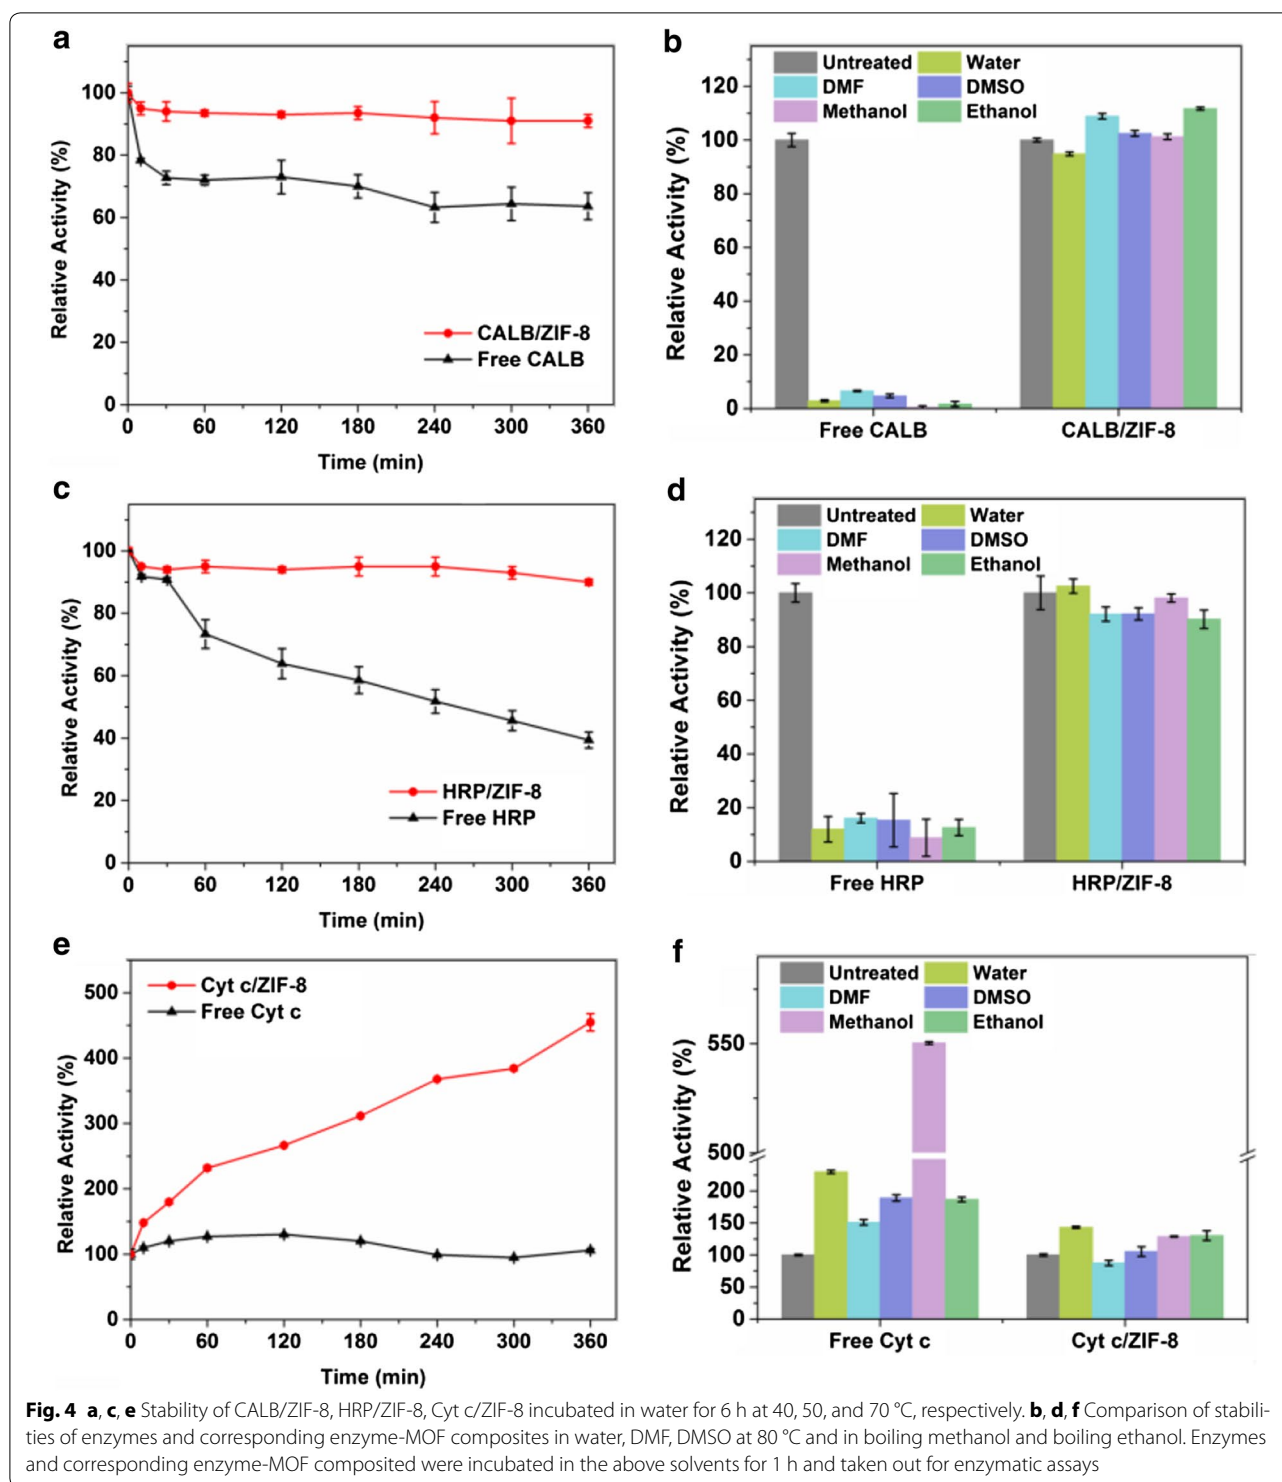 a
Relative Activity (%)
100
80
60
40
20
0
CALB/ZIF-8
Free CALB
0 60 120 180 240 300 360
Time (min)
b
Relative Activity (%)
120
100
80
60
40
20
0
Untreated Water
DMF DMSO
Methanol Ethanol
Free CALB CALB/ZIF-8
c
Relative Activity (%)
100
80
60
40
20
0
HRP/ZIF-8
Free HRP
0 60 120 180 240 300 360
Time (min)
d
Relative Activity (%)
120
100
80
60
40
20
0
Untreated Water
DMF DMSO
Methanol Ethanol
Free HRP HRP/ZIF-8
e
Relative Activity (%)
500
400
300
200
100
0
Cyt c/ZIF-8
Free Cyt c
0 60 120 180 240 300 360
Time (min)
f
Relative Activity (%)
550
500
200
150
100
50
0
Untreated Water
DMF DMSO
Methanol Ethanol
Free Cyt c Cyt c/ZIF-8
Fig. 4 a, c, e Stability of CALB/ZIF-8, HRP/ZIF-8, Cyt c/ZIF-8 incubated in water for 6 h at 40, 50, and 70 °C, respectively. b, d, f Comparison of stabili-
ties of enzymes and corresponding enzyme-MOF composites in water, DMF, DMSO at 80 °C and in boiling methanol and boiling ethanol. Enzymes
and corresponding enzyme-MOF composited were incubated in the above solvents for 1 h and taken out for enzymatic assays